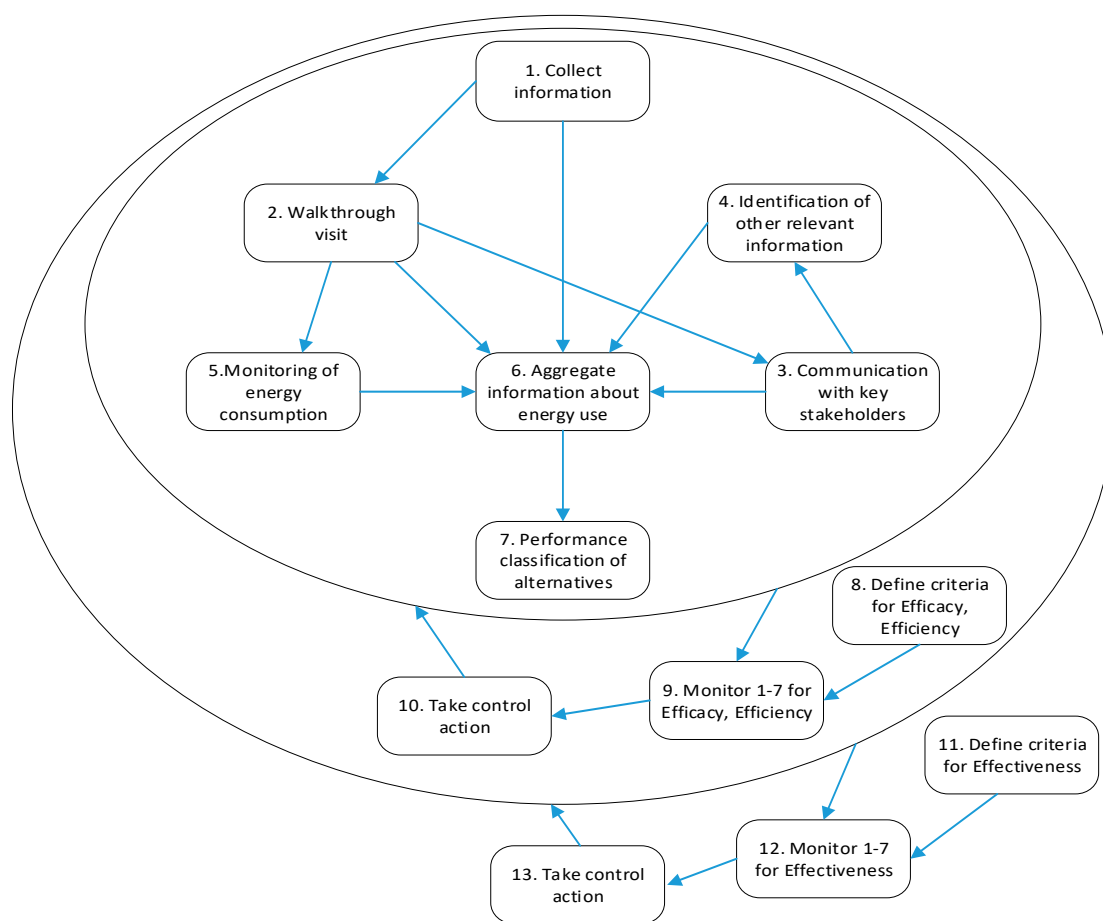 1. Collect
information
2. Walkthrough
visit
4. Identification of
other relevant
information
5.Monitoring of
energy
consumption
6. Aggregate
information about
energy use
3. Communication
with key
stakeholders
7. Performance
classification of
alternatives
8. Define criteria
for Efficacy,
Efficiency
9. Monitor 1-7 for
Efficacy, Efficiency
10. Take control
action
11. Define criteria
for Effectiveness
12. Monitor 1-7
for Effectiveness
13. Take control
action